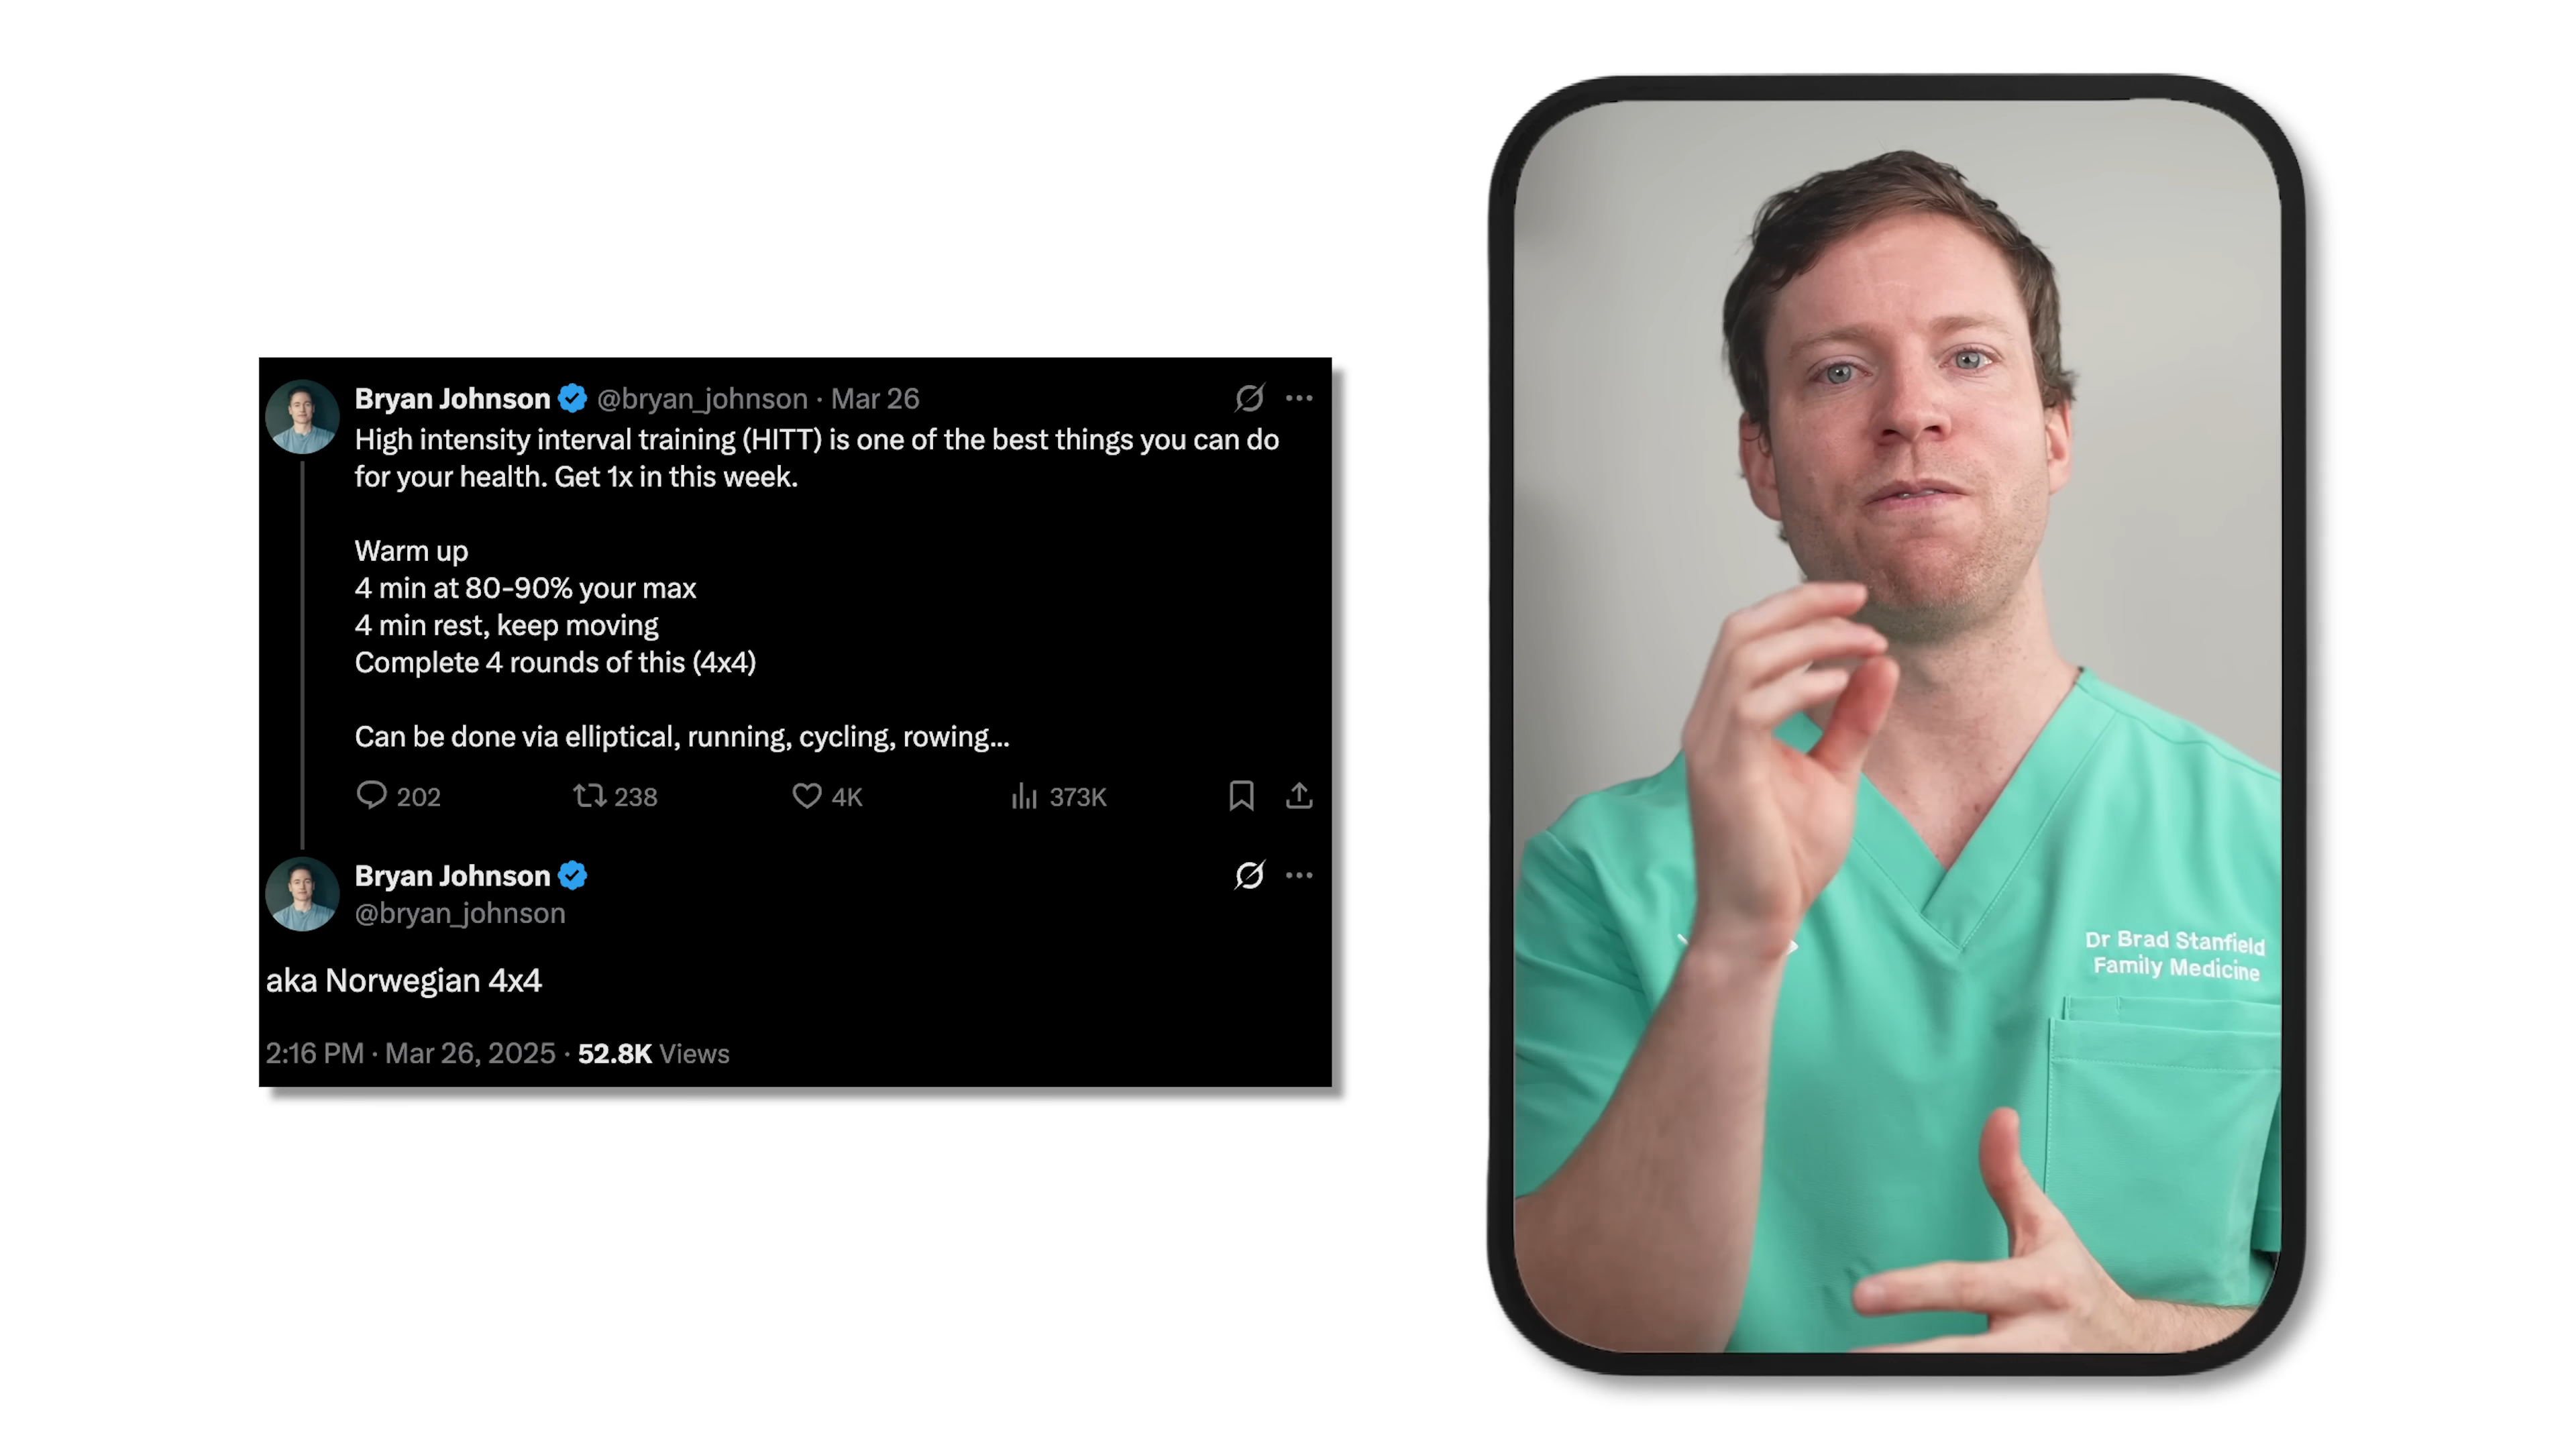 Bryan Johnson @bryan_johnson · Mar 26
High intensity interval training (HITT) is one of the best things you can do
for your health. Get 1x in this week.
Warm up
4 min at 80-90% your max
4 min rest, keep moving
Complete 4 rounds of this (4x4)
Can be done via elliptical, running, cycling, rowing...
202 238 4K 373K
Bryan Johnson
@bryan_johnson
aka Norwegian 4x4
2:16 PM · Mar 26, 2025 · 52.8K Views
Dr Brad Stanfield
Family Medicine